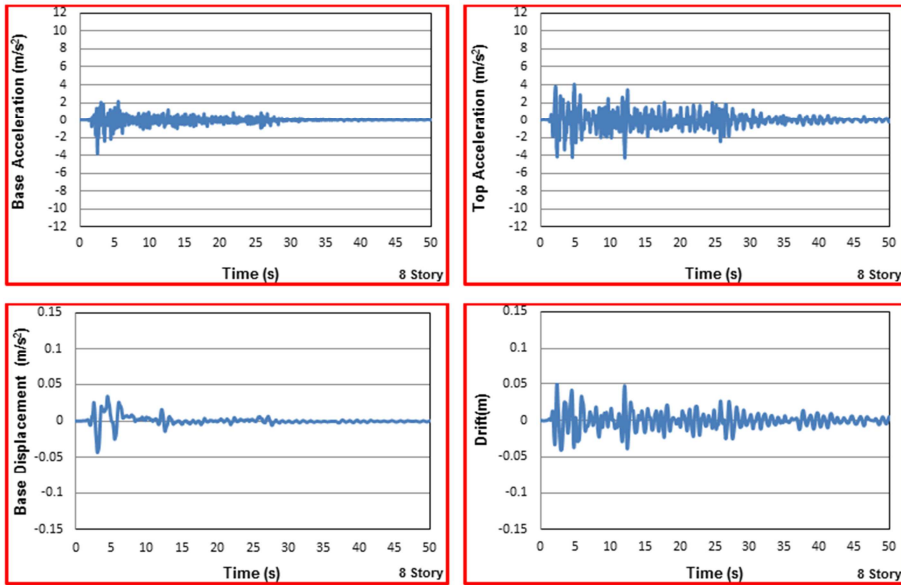 Base Acceleration (m/s²)
12
10
8
6
4
2
0
-2
-4
-6
-8
-10
-12
0 5 10 15 20 25 30 35 40 45 50
Time (s)
8 Story
Top Acceleration (m/s²)
12
10
8
6
4
2
0
-2
-4
-6
-8
-10
-12
0 5 10 15 20 25 30 35 40 45 50
Time (s)
8 Story
Base Displacement (m/s²)
0.15
0.1
0.05
0
-0.05
-0.1
-0.15
0 5 10 15 20 25 30 35 40 45 50
Time (s)
8 Story
Drift(m)
0.15
0.1
0.05
0
-0.05
-0.1
-0.15
0 5 10 15 20 25 30 35 40 45 50
Time (s)
8 Story